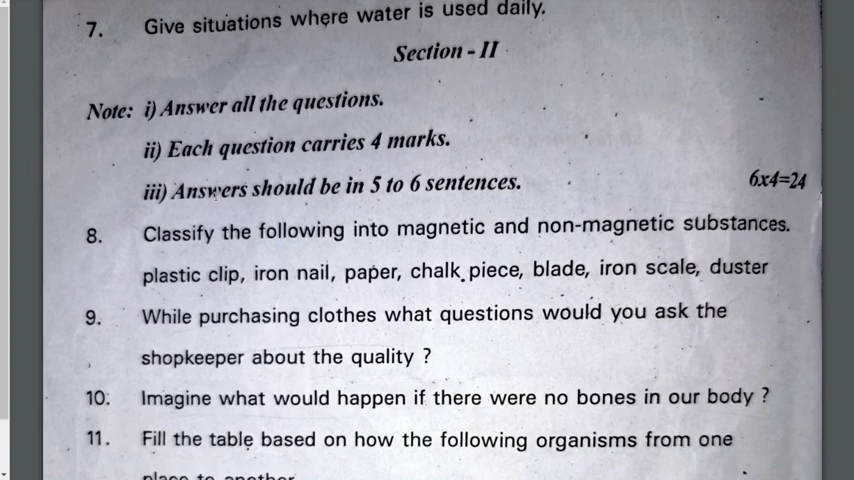 7. Give situations where water is used daily.
Section - II
Note: i) Answer all the questions.
ii) Each question carries 4 marks.
iii) Answers should be in 5 to 6 sentences. 6x4=24
8. Classify the following into magnetic and non-magnetic substances.
plastic clip, iron nail, paper, chalk piece, blade, iron scale, duster
9. While purchasing clothes what questions would you ask the
shopkeeper about the quality ?
10. Imagine what would happen if there were no bones in our body ?
11. Fill the table based on how the following organisms from one
place to another